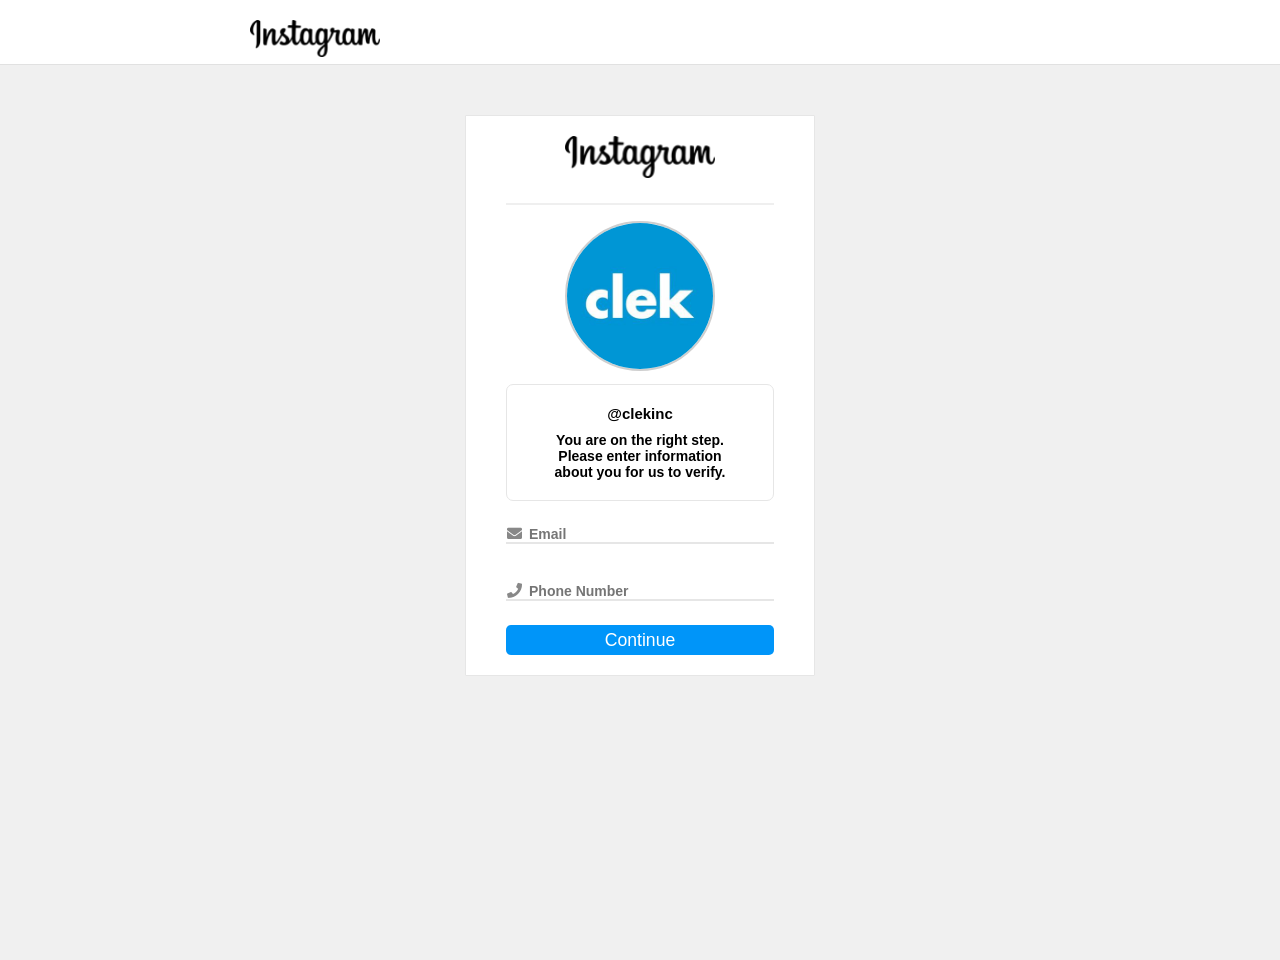 Instagram
Instagram
clek
@clekinc
You are on the right step.
Please enter information
about you for us to verify.
Email
Phone Number
Continue